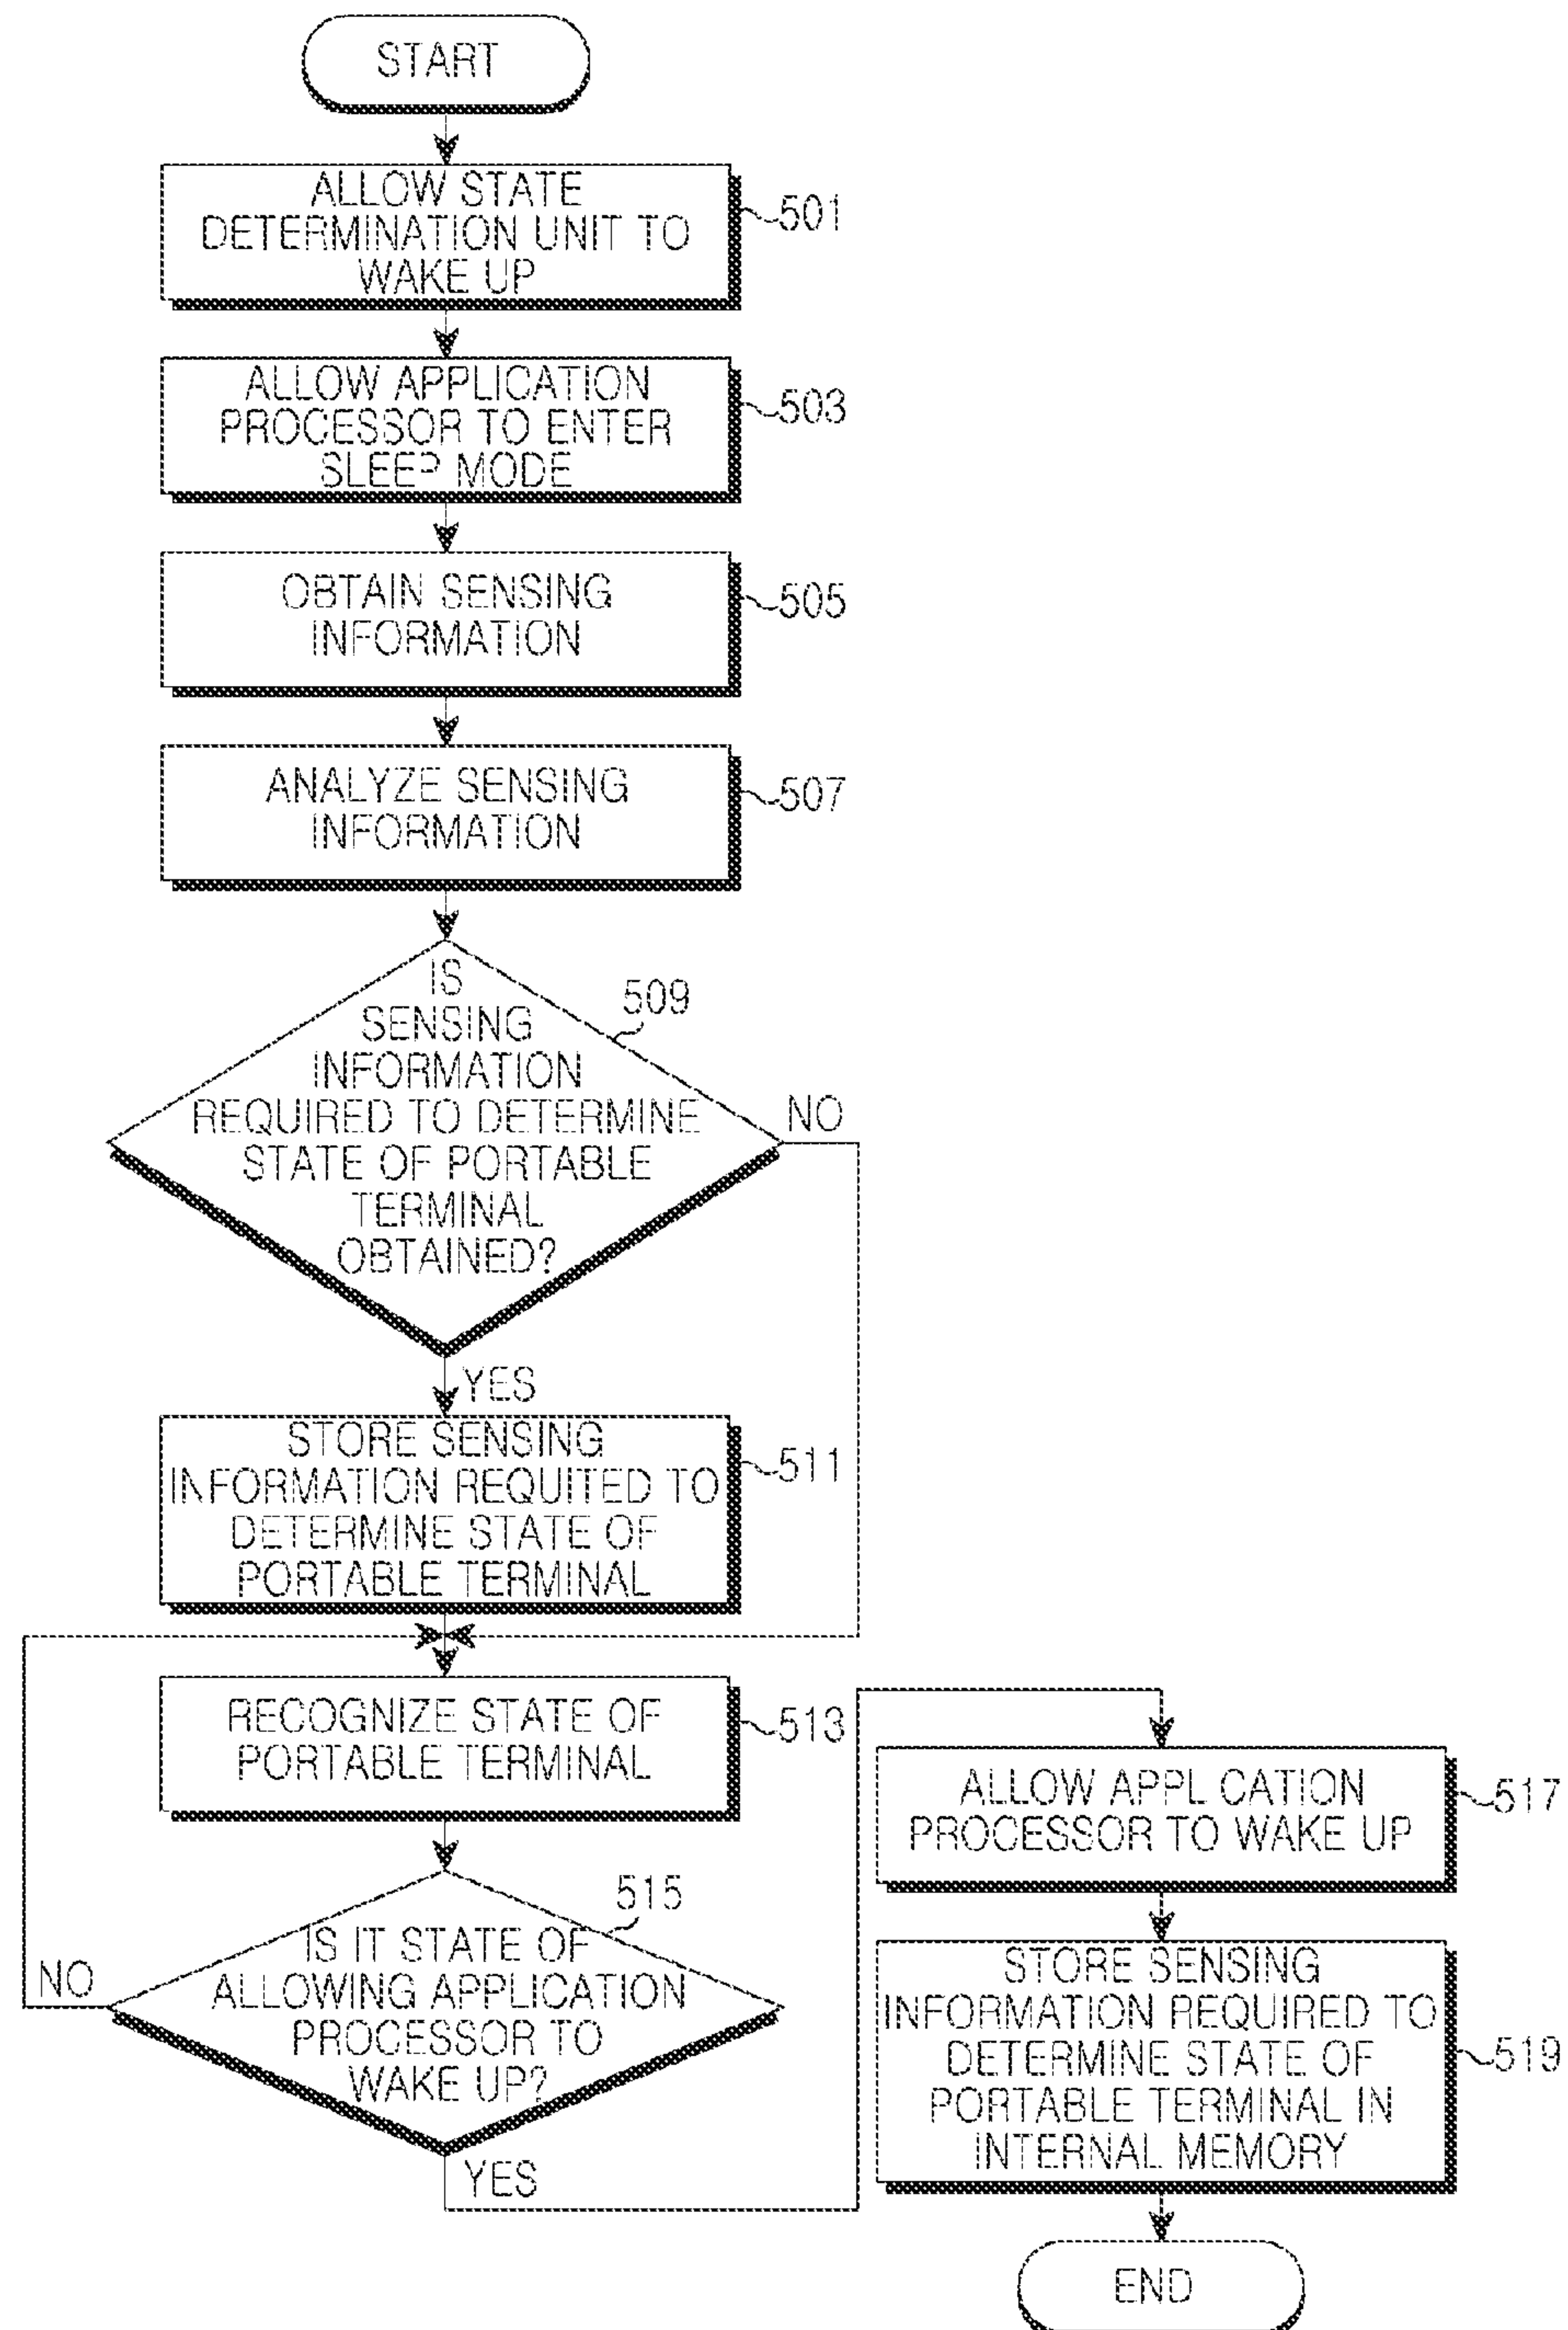 START
ALLOW STATE
DETERMINATION UNIT TO
WAKE UP
501
ALLOW APPLICATION
PROCESSOR TO ENTER
SLEEP MODE
503
OBTAIN SENSING
INFORMATION
505
ANALYZE SENSING
INFORMATION
507
IS
SENSING
INFORMATION
REQUIRED TO DETERMINE
STATE OF PORTABLE
TERMINAL
OBTAINED?
509
NO
YES
STORE SENSING
INFORMATION REQUITED TO
DETERMINE STATE OF
PORTABLE TERMINAL
511
RECOGNIZE STATE OF
PORTABLE TERMINAL
513
IS IT STATE OF
ALLOWING APPLICATION
PROCESSOR TO
WAKE UP?
515
NO
YES
ALLOW APPL CATION
PROCESSOR TO WAKE UP
517
STORE SENSING
INFORMATION REQUIRED TO
DETERMINE STATE OF
PORTABLE TERMINAL IN
INTERNAL MEMORY
519
END